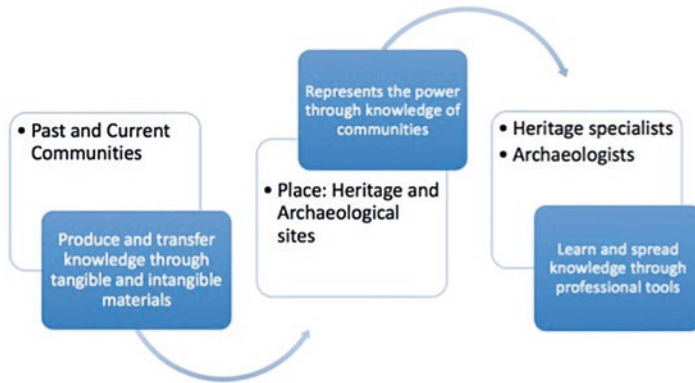 • Past and Current
Communities
Produce and transfer
knowledge through
tangible and intangible
materials
Represents the power
through knowledge of
communities
• Place: Heritage and
Archaeological
sites
• Heritage specialists
• Archaeologists
Learn and spread
knowledge through
professional tools